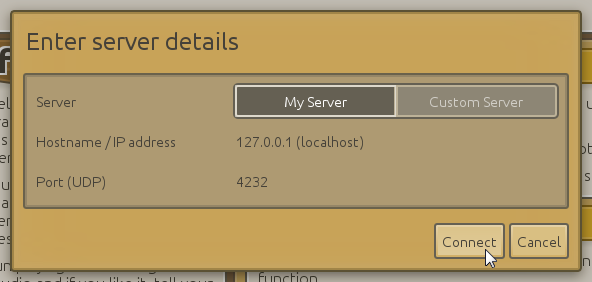 Enter server details
Server
My Server
Custom Server
Hostname / IP address
127.0.0.1 (localhost)
Port (UDP)
4232
Connect
Cancel
function